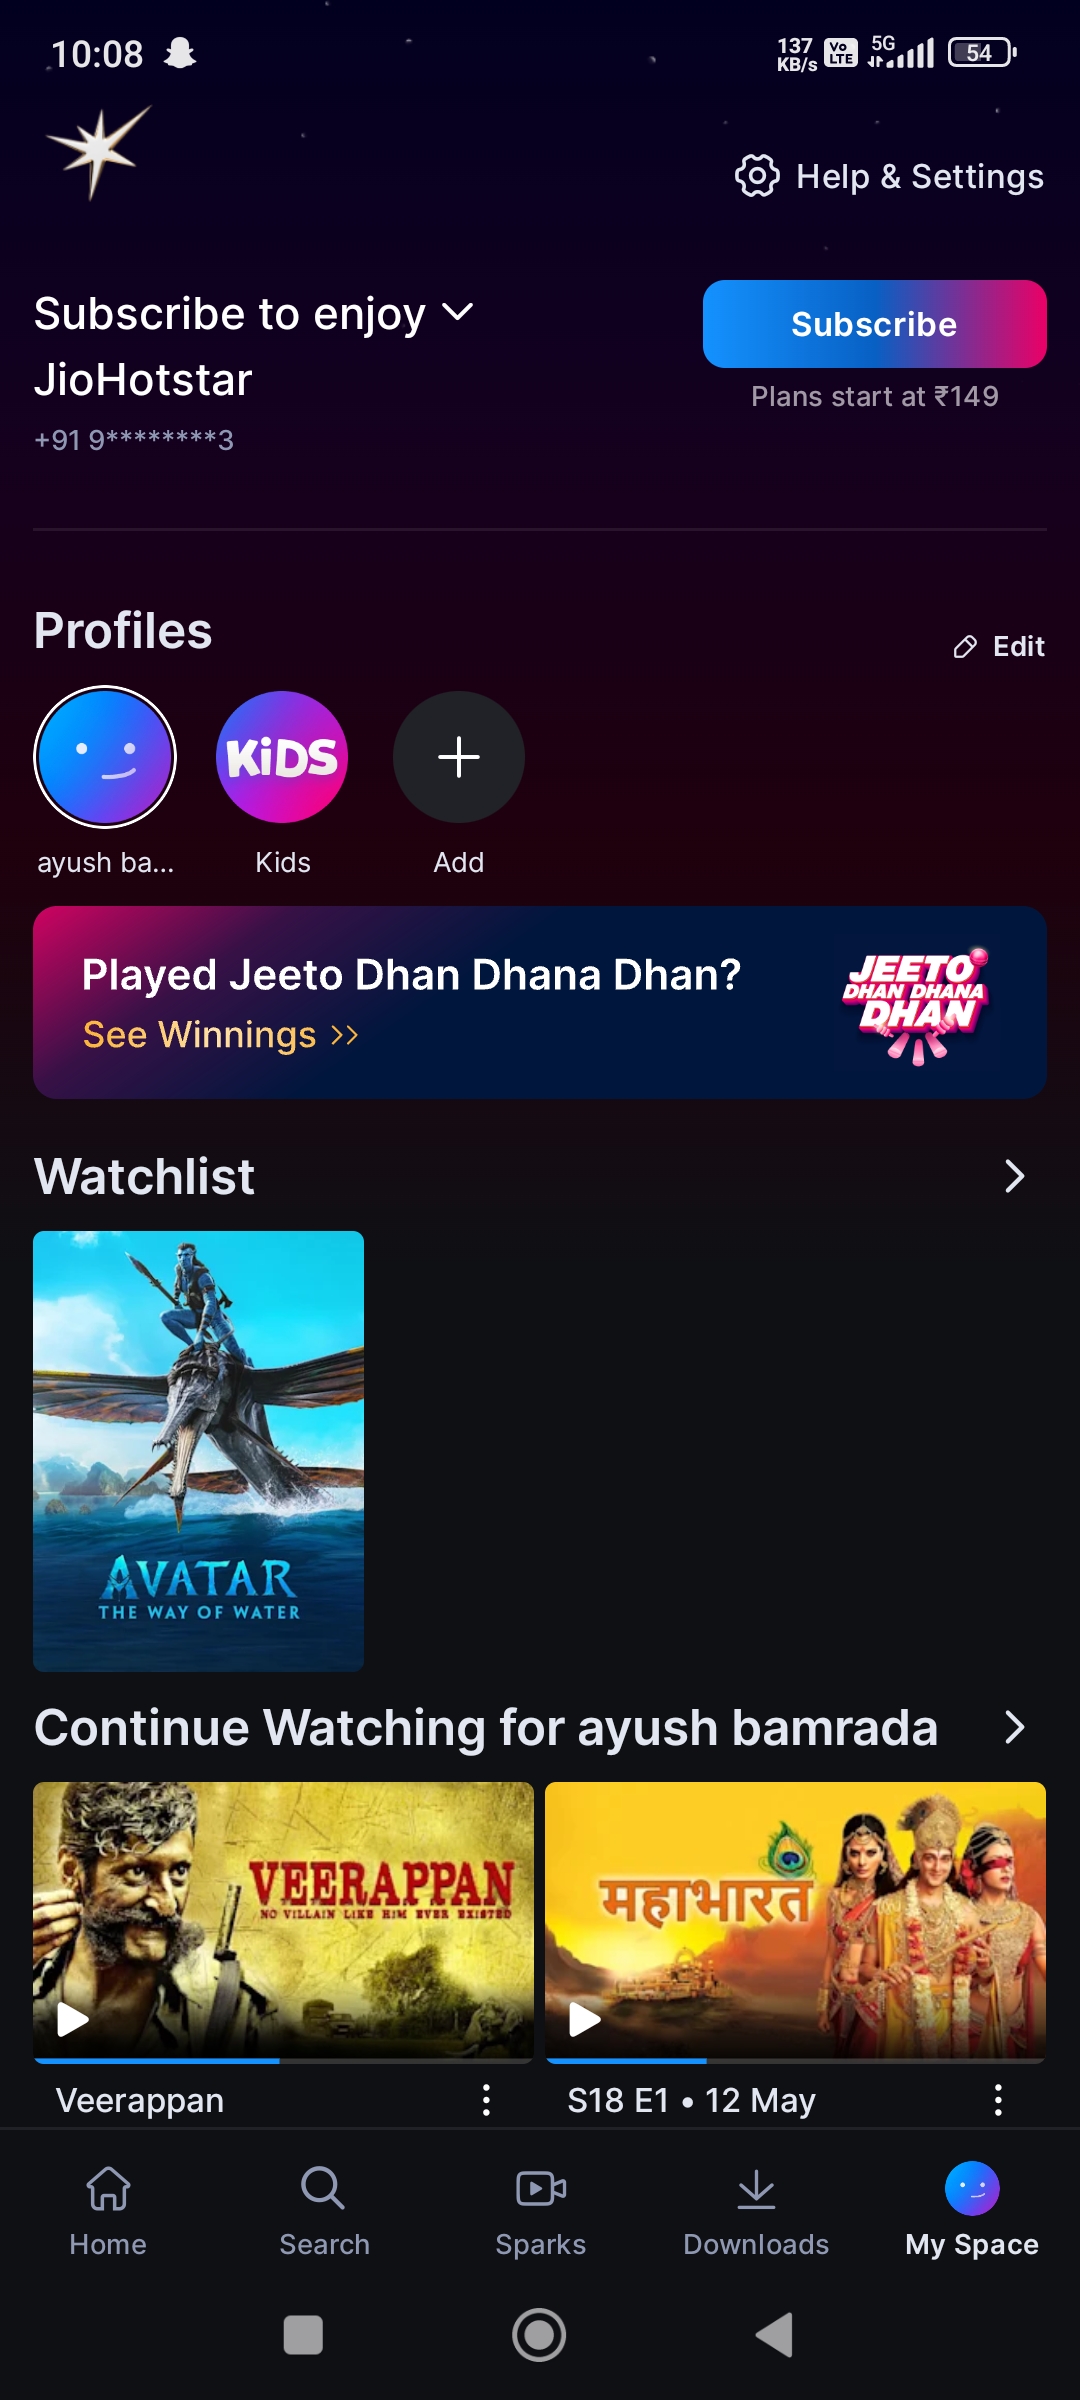 10:08
137
KB/s
Vo
LTE
5G
54
Help & Settings
Subscribe to enjoy
JioHotstar
+91 9********3
Subscribe
Plans start at ₹149
Profiles
Edit
KiDS
ayush ba...
Kids
Add
Played Jeeto Dhan Dhana Dhan?
See Winnings >>
JEETO
DHAN DHANA
DHAN
Watchlist
AVATAR
THE WAY OF WATER
Continue Watching for ayush bamrada
VEERAPPAN
NO VILLAIN LIKE HIM EVER EXISTED
महाभारत
Veerappan
S18 E1 • 12 May
Home
Search
Sparks
Downloads
My Space